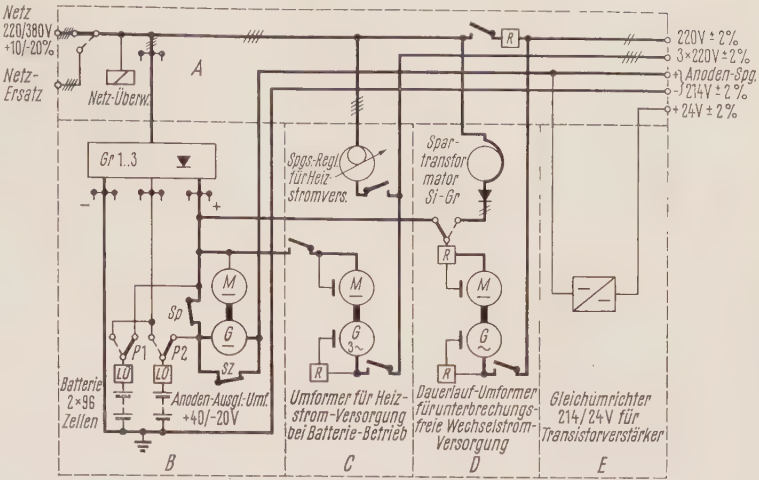 Netz
220/380V
+10/-20%
Netz-
Ersatz
Netz-Überw.
A
220V ± 2%
3×220V ± 2%
+ Anoden-Spg.
- 214V ± 2%
+ 24V ± 2%
R
Gr 1..3
-
+
Spgs-Regl.
für Heiz-
stromvers.
Spar-
transfor-
mator
Si-Gr
R
M
M
M
Sp
G
G
3~
G
~
P1
P2
SZ
R
R
LÜ
LÜ
Batterie
2×96
Zellen
Anoden-Ausgl.-Umf.
+40/-20V
Umformer für Heiz-
strom-Versorgung
bei Batterie-Betrieb
Dauerlauf-Umformer
für unterbrechungs-
freie Wechselstrom-
Versorgung
Gleichumrichter
214/24V für
Transistorverstärker
B
C
D
E